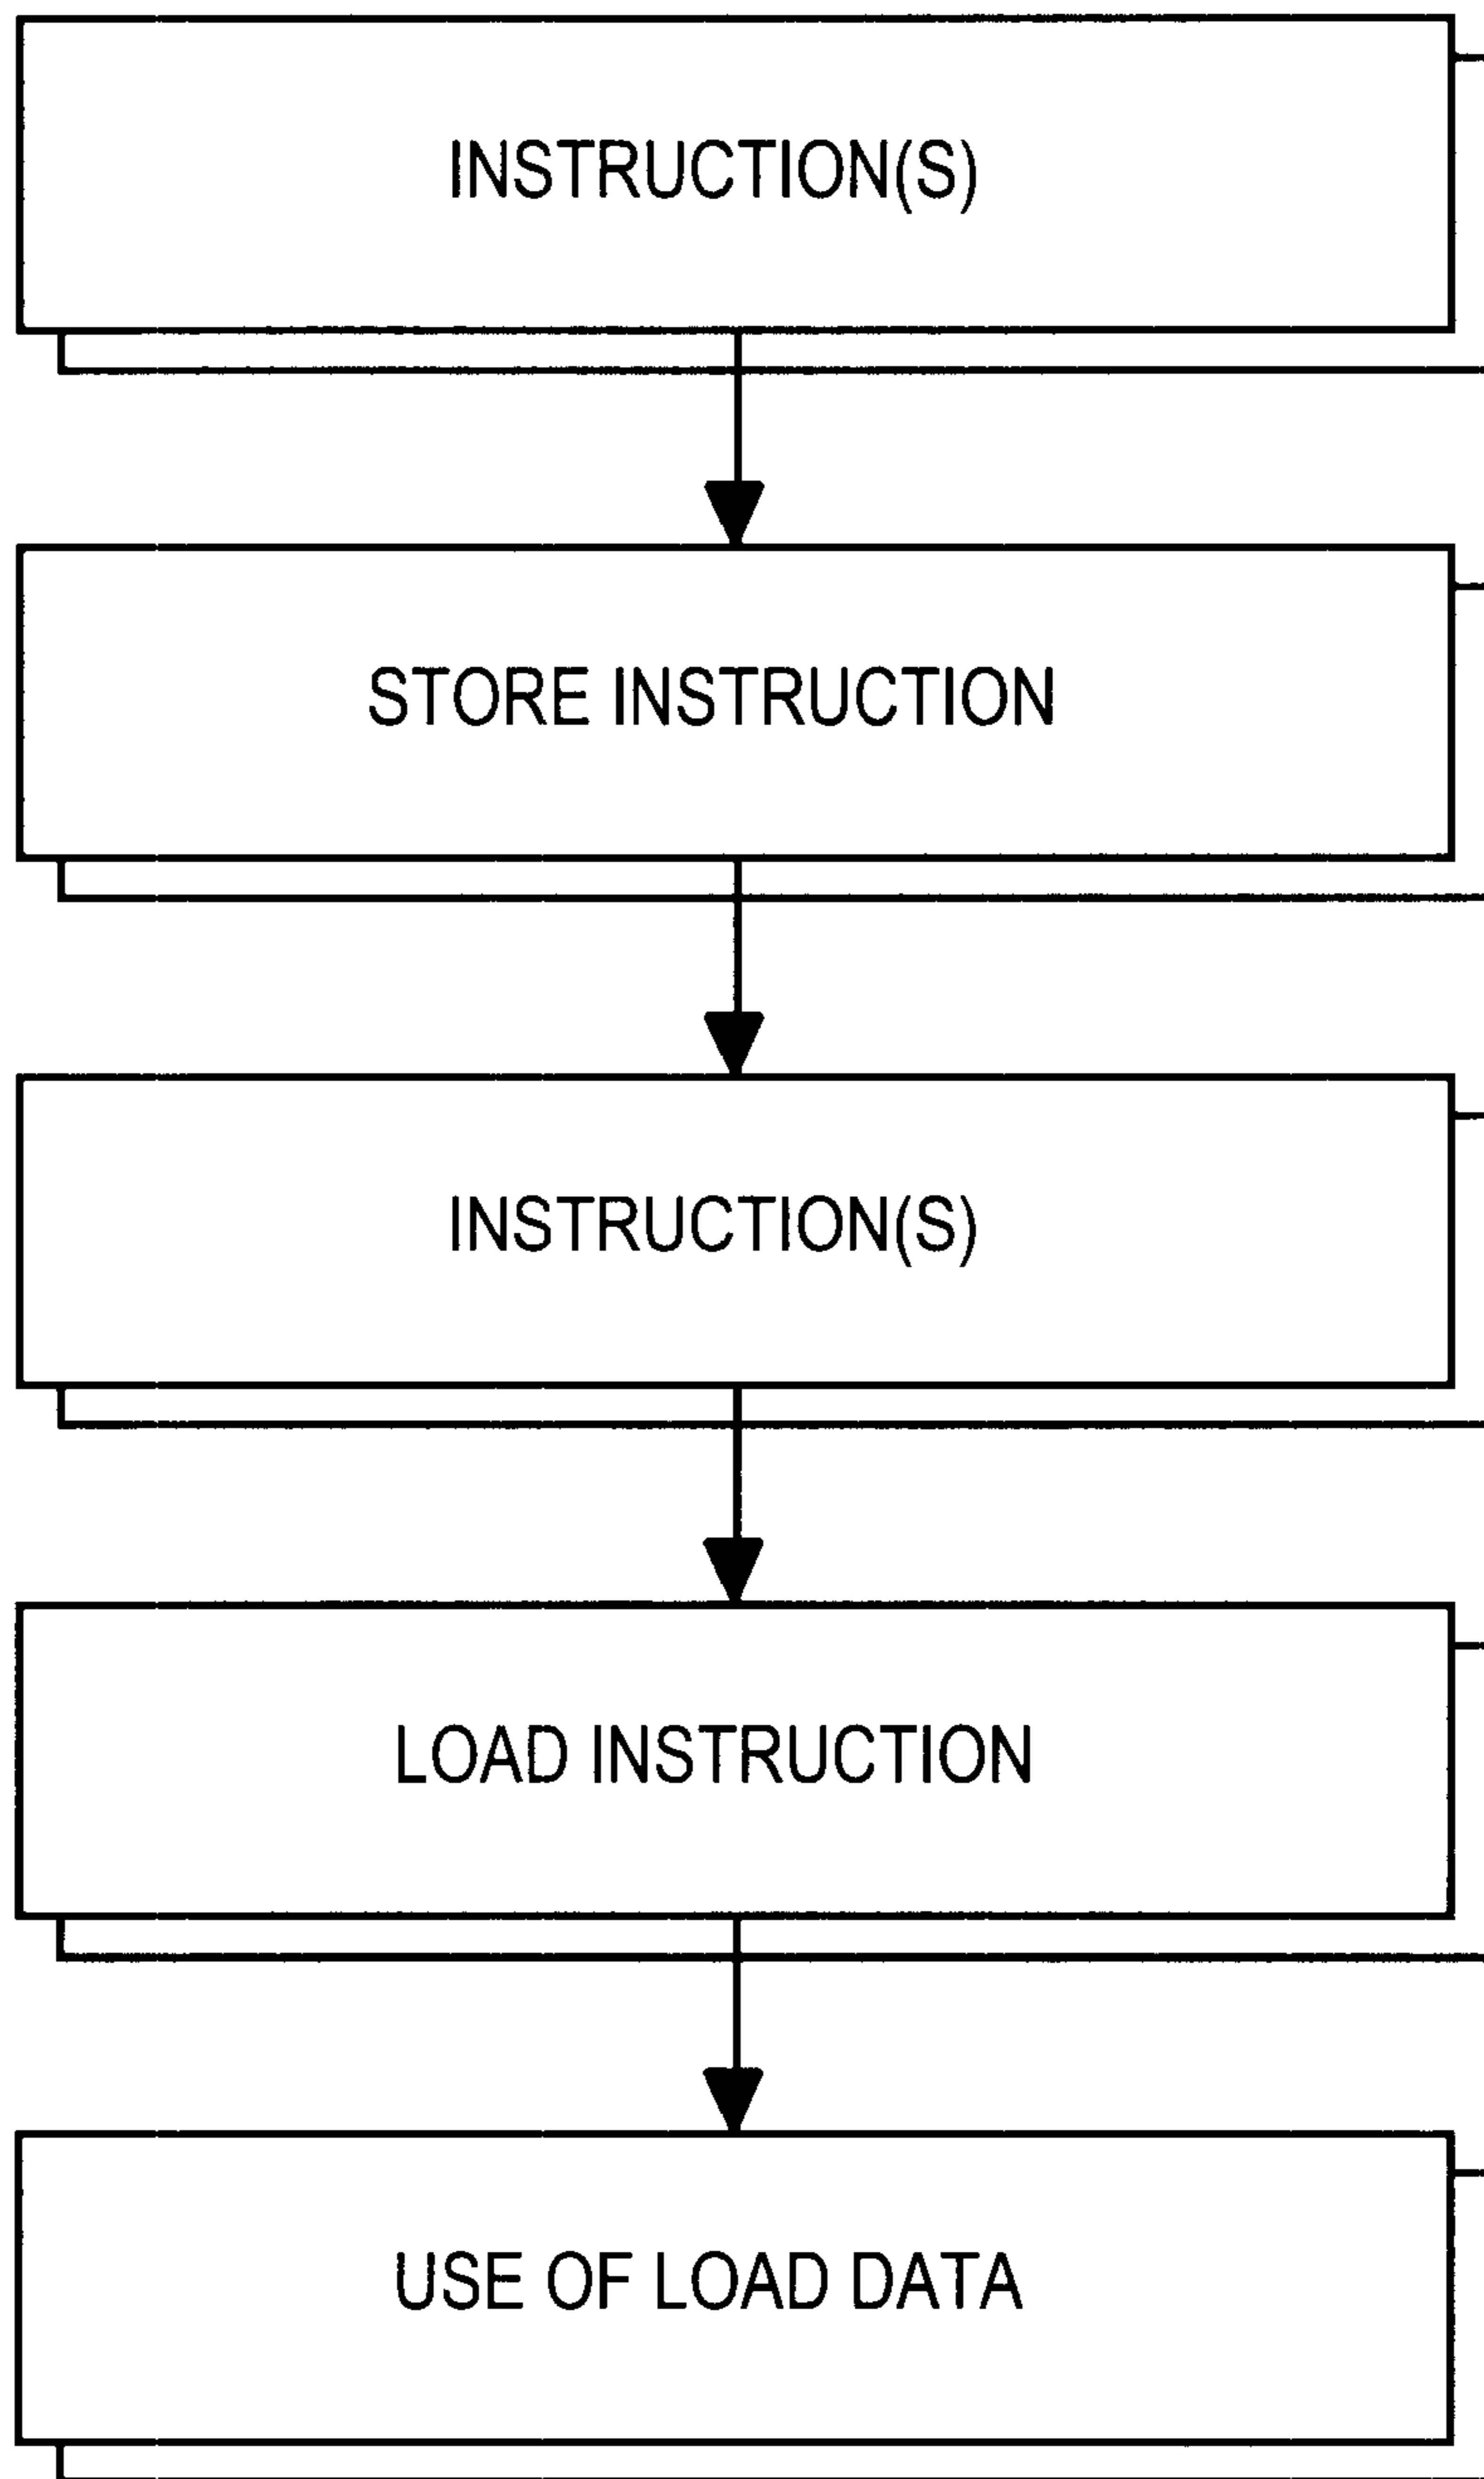 INSTRUCTION(S)
STORE INSTRUCTION
INSTRUCTION(S)
LOAD INSTRUCTION
USE OF LOAD DATA